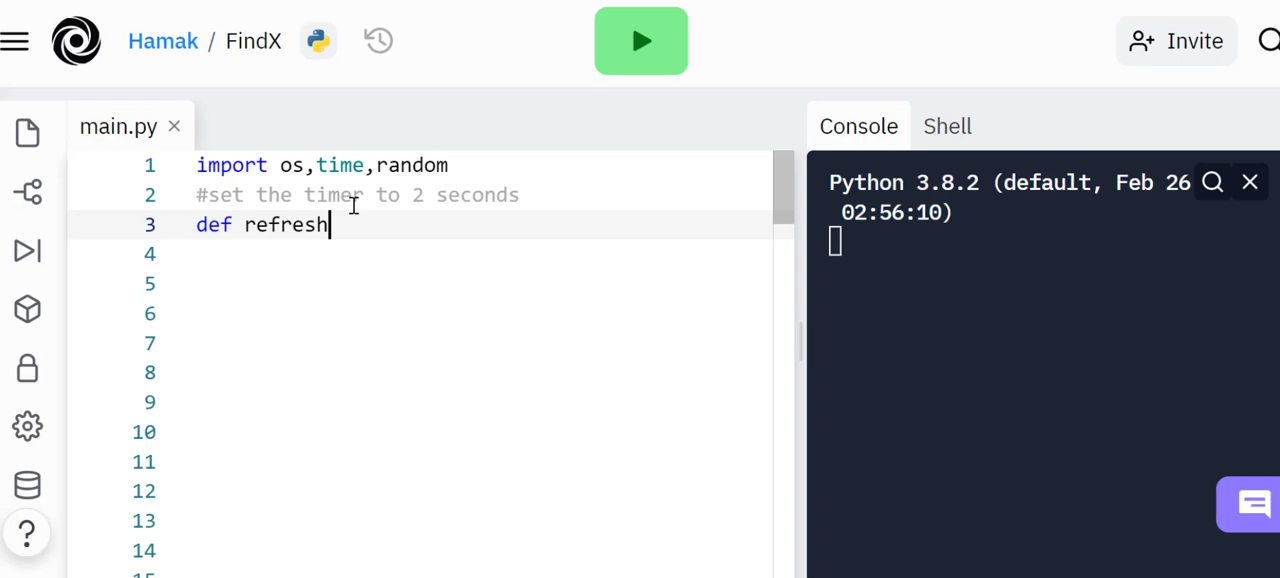 Hamak / FindX
Invite
main.py
Console Shell
1 import os,time,random
2 #set the timer to 2 seconds
3 def refresh
4
5
6
7
8
9
10
11
12
13
14
Python 3.8.2 (default, Feb 26
02:56:10)
?